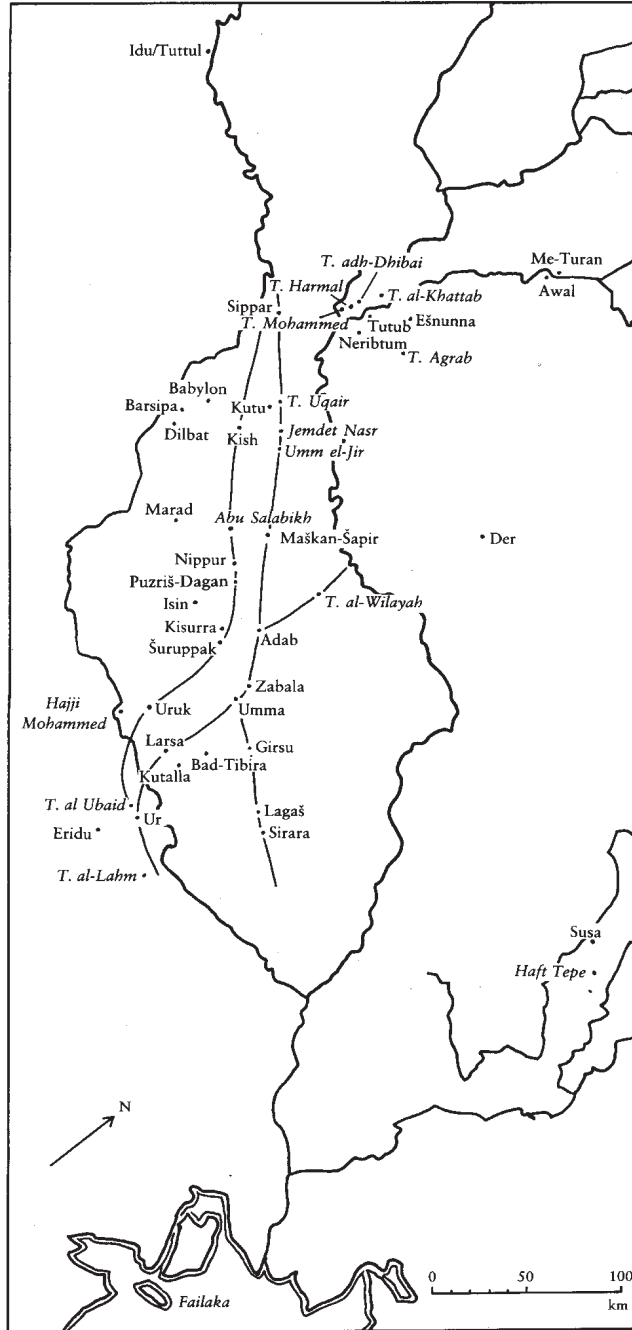 Idu/Tuttul
T. adh-Dhibai
Me-Turan
T. Harmal
T. al-Khattab
Awal
Sippar
T. Mohammed
Tutub
Ešnunna
Neribtum
T. Agrab
Babylon
Barsipa
Kutu
T. Uqair
Dilbat
Kish
Jemdet Nasr
Umm el-Jir
Marad
Abu Salabikh
Maškan-Šapir
Der
Nippur
Puzriš-Dagan
Isin
T. al-Wilayah
Kisurra
Adab
Šuruppak
Zabala
Hajji
Mohammed
Uruk
Umma
Larsa
Girsu
Kutalla
Bad-Tibira
T. al Ubaid
Ur
Lagaš
Eridu
Sirara
T. al-Lahm
Susa
Haft Tepe
N
0 50 100
km
Failaka